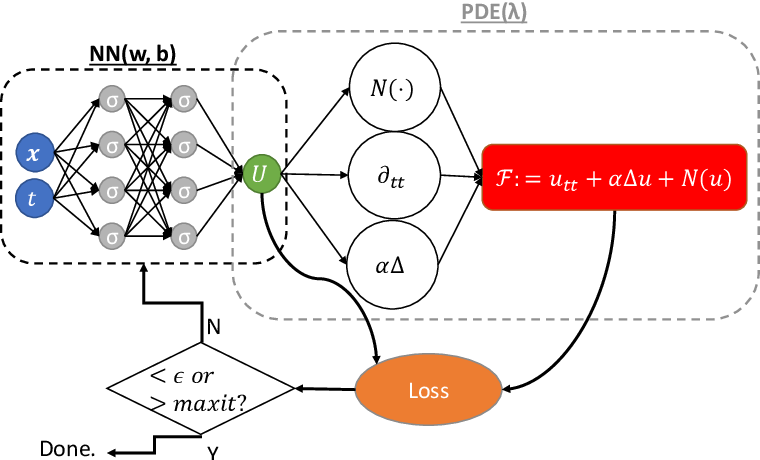 PDE(λ)
NN(w, b)
σ σ
x
σ σ
t
σ σ
σ σ
U
N(·)
∂tt
αΔ
ℱ: = utt + αΔu + N(u)
N
< ϵ or
> maxit?
Loss
Done.
Y